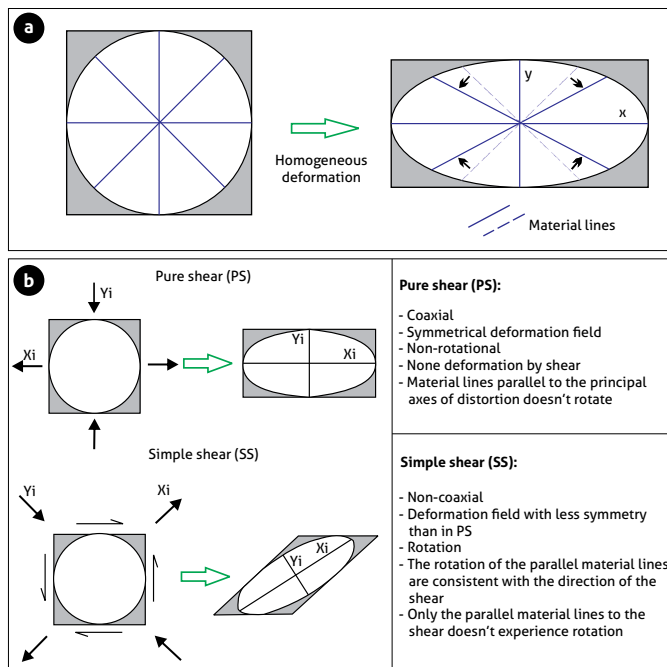 a
y
x
Homogeneous
deformation
Material lines
b
Pure shear (PS)
Yi
Xi
Yi
Xi
Simple shear (SS)
Yi
Xi
Yi
Xi
Pure shear (PS):
- Coaxial
- Symmetrical deformation field
- Non-rotational
- None deformation by shear
- Material lines parallel to the principal
axes of distortion doesn't rotate
Simple shear (SS):
- Non-coaxial
- Deformation field with less symmetry
than in PS
- Rotation
- The rotation of the parallel material lines
are consistent with the direction of the
shear
- Only the parallel material lines to the
shear doesn't experience rotation